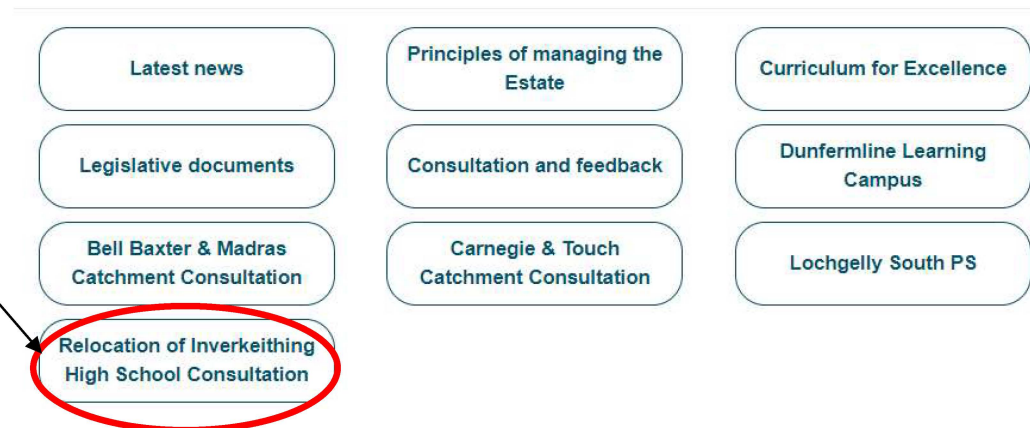 Latest news
Principles of managing the
Estate
Curriculum for Excellence
Legislative documents
Consultation and feedback
Dunfermline Learning
Campus
Bell Baxter & Madras
Catchment Consultation
Carnegie & Touch
Catchment Consultation
Lochgelly South PS
Relocation of Inverkeithing
High School Consultation